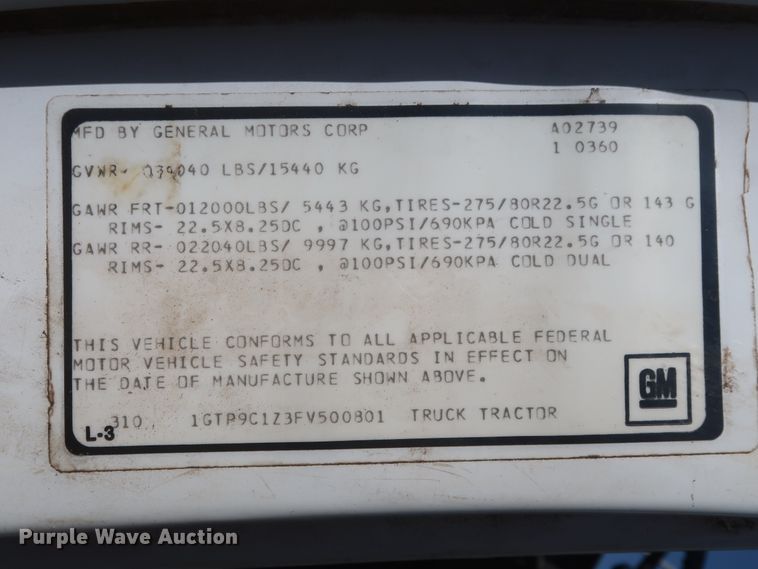 MFD BY GENERAL MOTORS CORP A02739
1 0360
GVWR- 034040 LBS/15440 KG
GAWR FRT-012000LBS/ 5443 KG,TIRES-275/80R22.5G OR 143 G
RIMS- 22.5X8.25DC , @100PSI/690KPA COLD SINGLE
GAWR RR- 022040LBS/ 9997 KG,TIRES-275/80R22.5G OR 140
RIMS- 22.5X8.25DC , @100PSI/690KPA COLD DUAL
THIS VEHICLE CONFORMS TO ALL APPLICABLE FEDERAL
MOTOR VEHICLE SAFETY STANDARDS IN EFFECT ON
THE DATE OF MANUFACTURE SHOWN ABOVE.
GM
310 1GTP9C1Z3FV500801 TRUCK TRACTOR
L-3
Purple Wave Auction